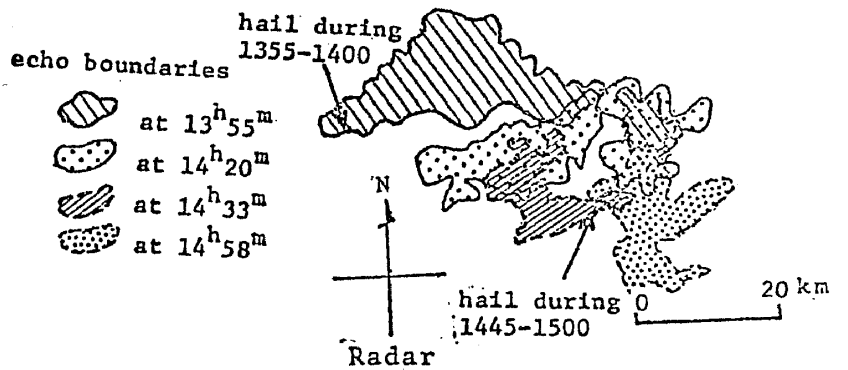 hail during
1355-1400
echo boundaries
at 13ʰ55ᵐ
at 14ʰ20ᵐ
at 14ʰ33ᵐ
at 14ʰ58ᵐ
N
hail during
1445-1500
0 20 km
Radar